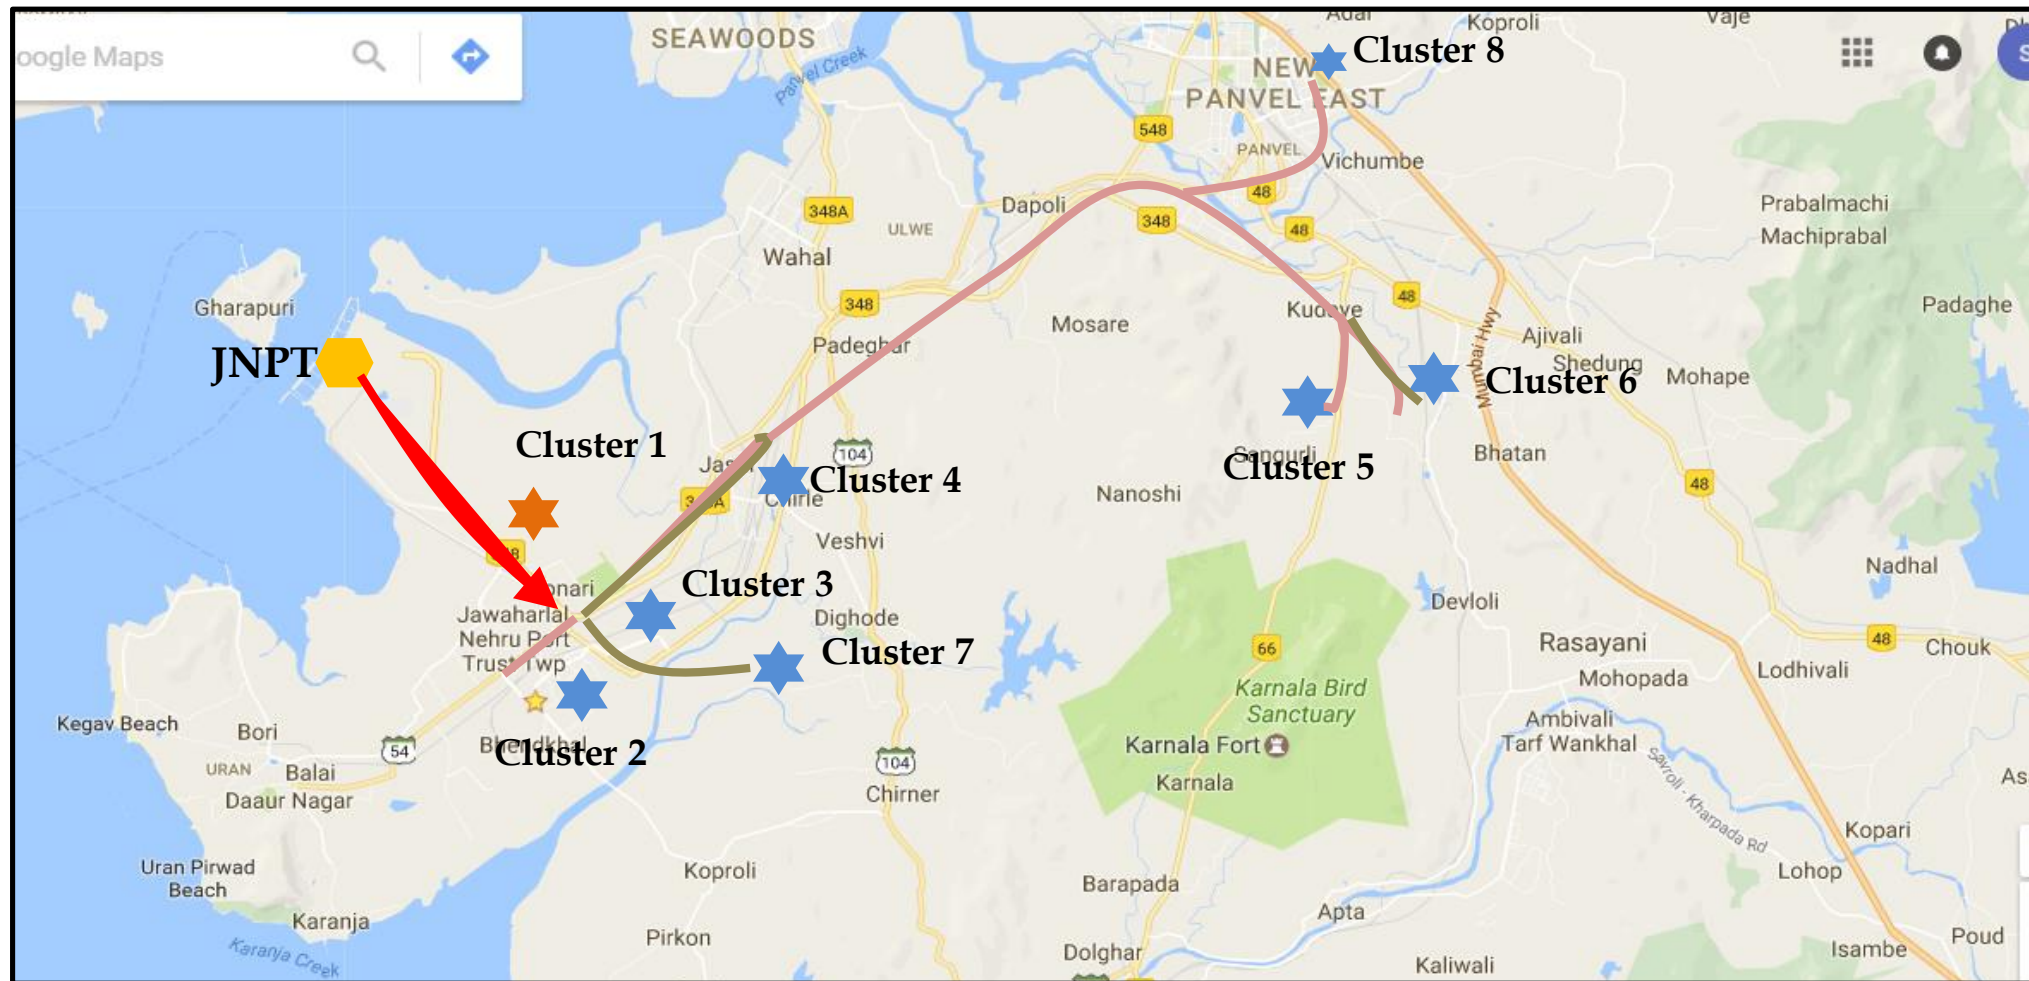 oogle Maps
SEAWOODS
Panvel Creek
Koproli
Vaje
Cluster 8
NEW
PANVEL EAST
548
PANVEL
Vichumbe
48
Dapoli
348A
ULWE
348
48
Prabalmachi
Machiprabal
Wahal
Gharapuri
348
Kudave
48
Mumbai Hwy
Padaghe
Mosare
Ajivali
Padeghar
JNPT
Shedung
Cluster 6
Mohape
Cluster 1
104
Cluster 4
Sangurli
Cluster 5
Bhatan
Nanoshi
48
Chirle
Veshvi
Nadhal
Cluster 3
Jawaharlal
Nehru Port
Trust Twp
Dighode
Devloli
Cluster 7
66
Rasayani
48
Chouk
Mohopada
Lodhivali
Karnala Bird
Sanctuary
Kegav Beach
Bori
54
Bhendkhal
Cluster 2
Ambivali
Tarf Wankhal
Karnala Fort
URAN
Balai
104
Karnala
Daaur Nagar
Chirner
Savroli - Kharpada Rd
Kopari
Uran Pirwad
Beach
Koproli
Barapada
Lohop
Karanja
Apta
Pirkon
Karanja Creek
Dolghar
Kaliwali
Isambe
Poud